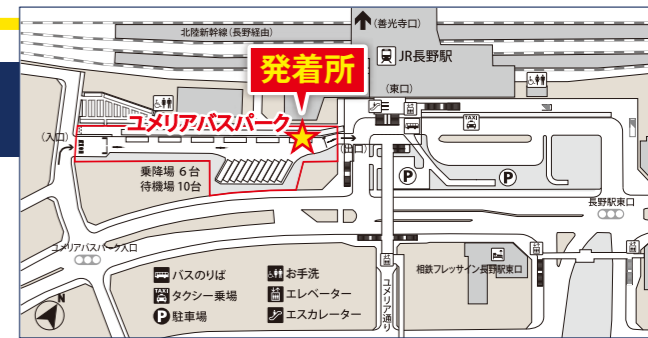 北陸新幹線(長野経由)
(善光寺口)
JR長野駅
(東口)
発着所
ユメリアバスパーク
(入口)
(出口)
乗降場 6台
待機場 10台
TAXI
P
P
長野駅東口
ユメリアバスパーク入口
相鉄フレッサイン長野駅東口
ユメリア通り
バスのりば
お手洗
TAXI
タクシー乗場
エレベーター
P
駐車場
エスカレーター
N